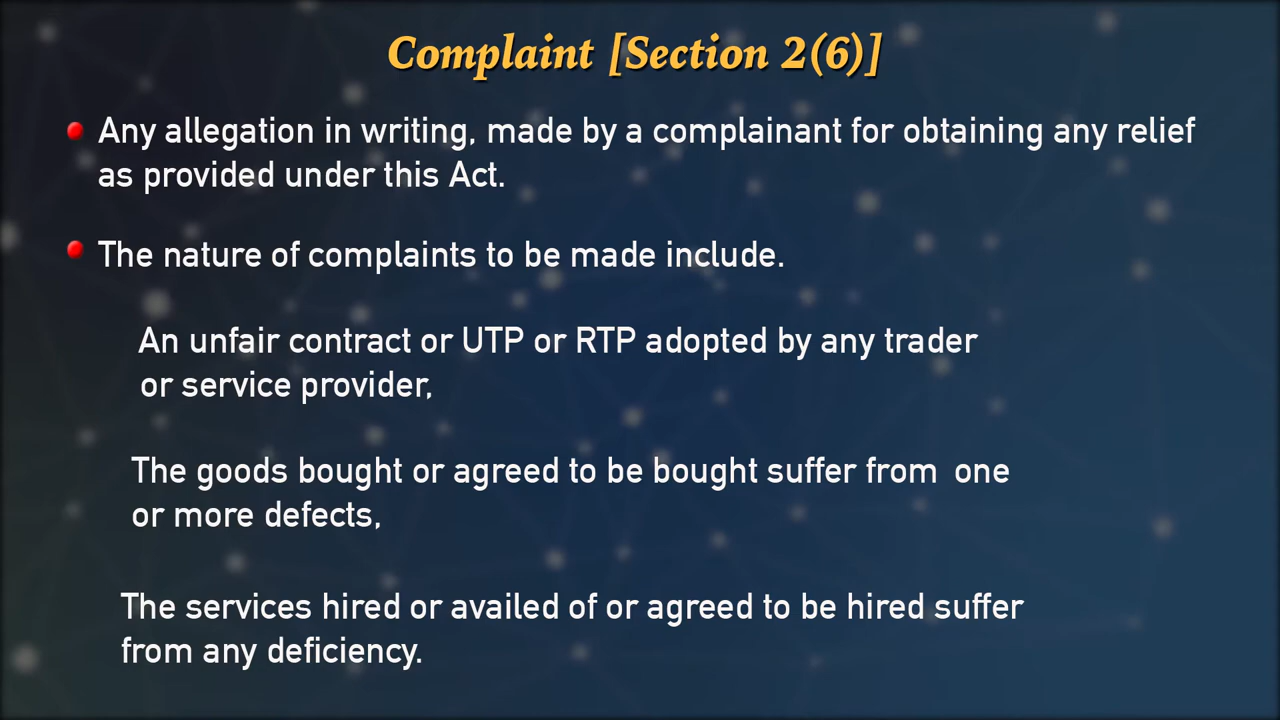 Complaint [Section 2(6)]
Any allegation in writing, made by a complainant for obtaining any relief
as provided under this Act.
The nature of complaints to be made include.
An unfair contract or UTP or RTP adopted by any trader
or service provider,
The goods bought or agreed to be bought suffer from one
or more defects,
The services hired or availed of or agreed to be hired suffer
from any deficiency.